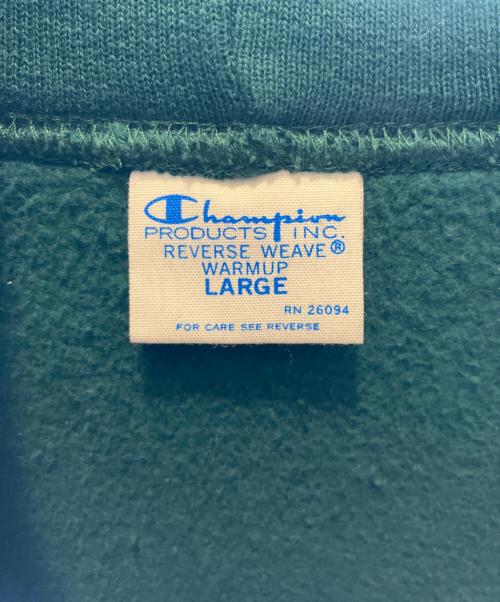 Champion
PRODUCTS INC.
REVERSE WEAVE®
WARMUP
LARGE
RN 26094
FOR CARE SEE REVERSE